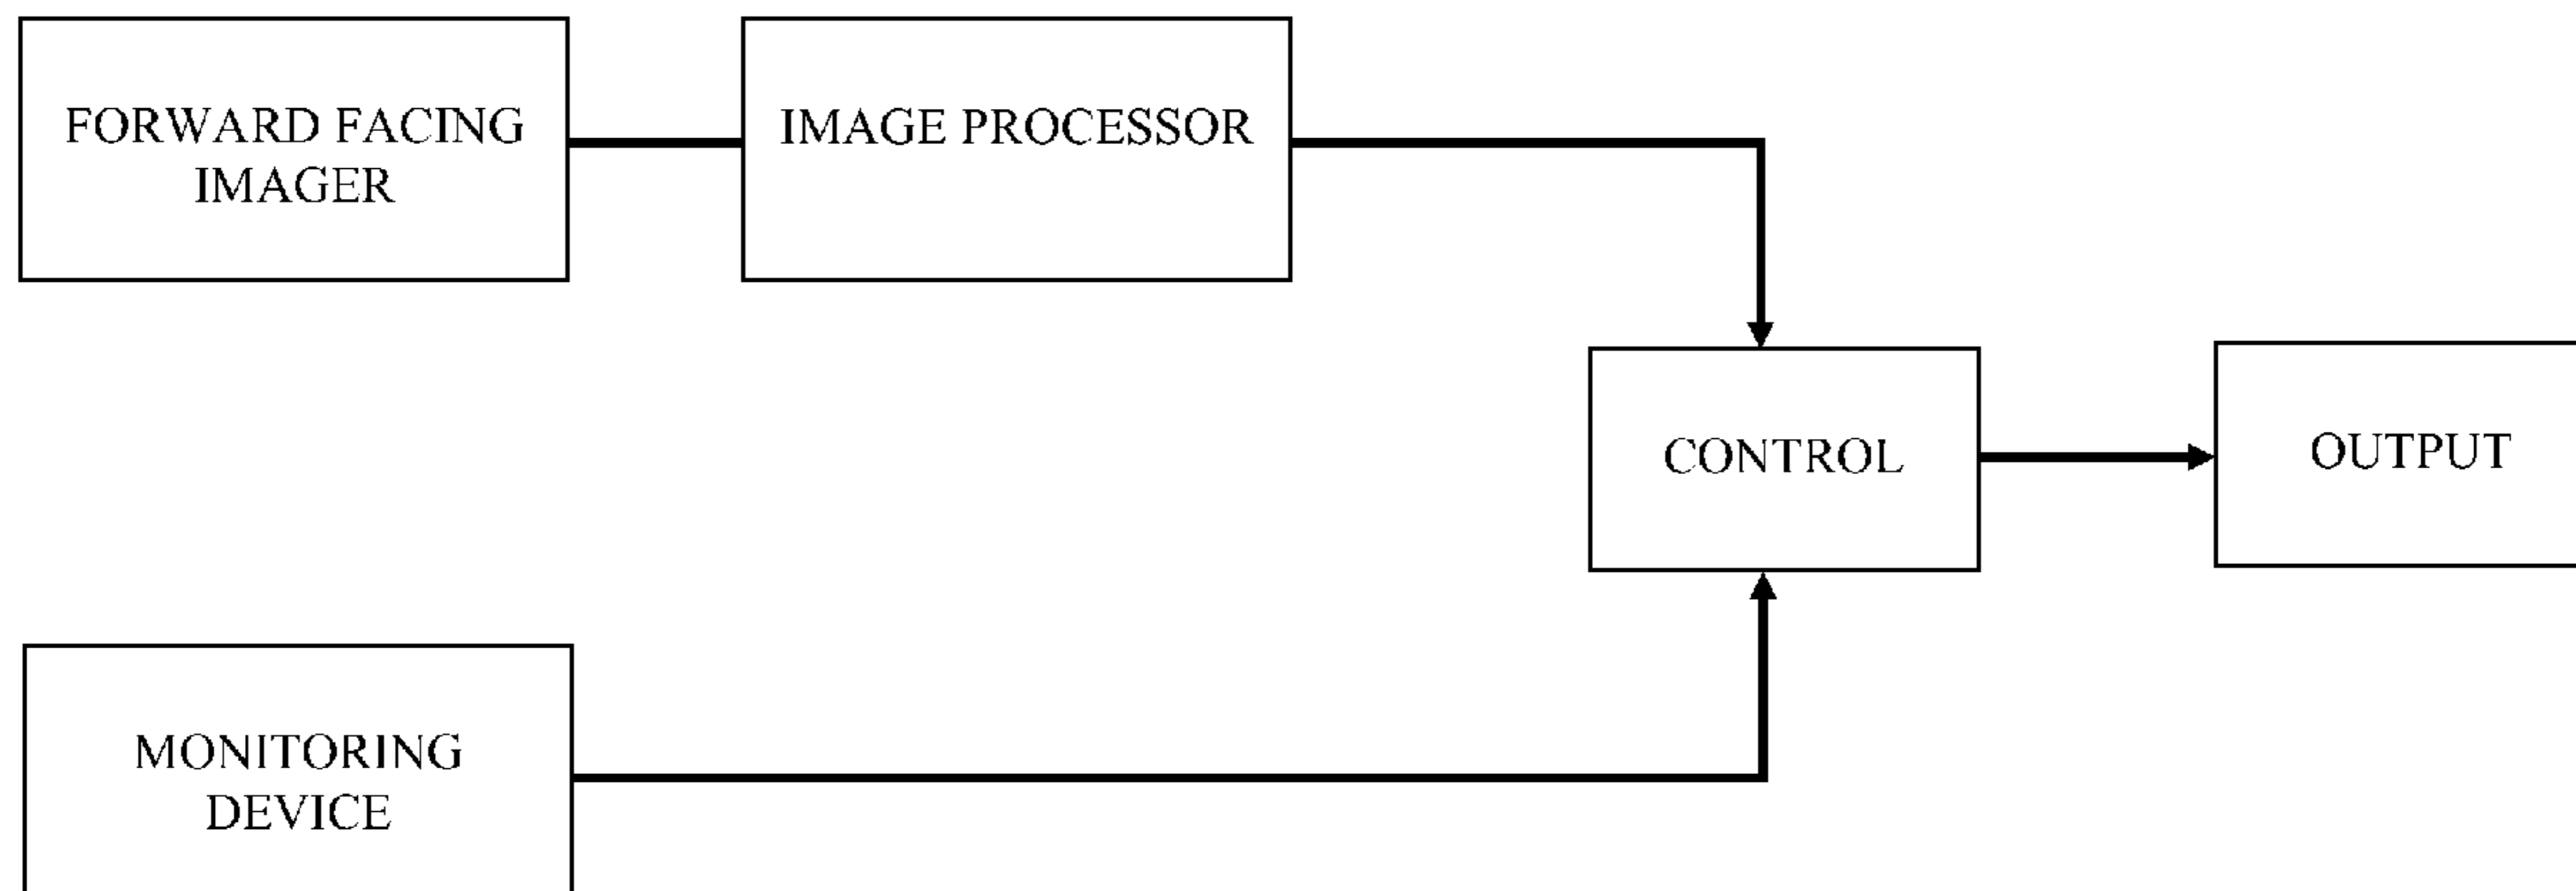 FORWARD FACING
IMAGER
IMAGE PROCESSOR
CONTROL
OUTPUT
MONITORING
DEVICE